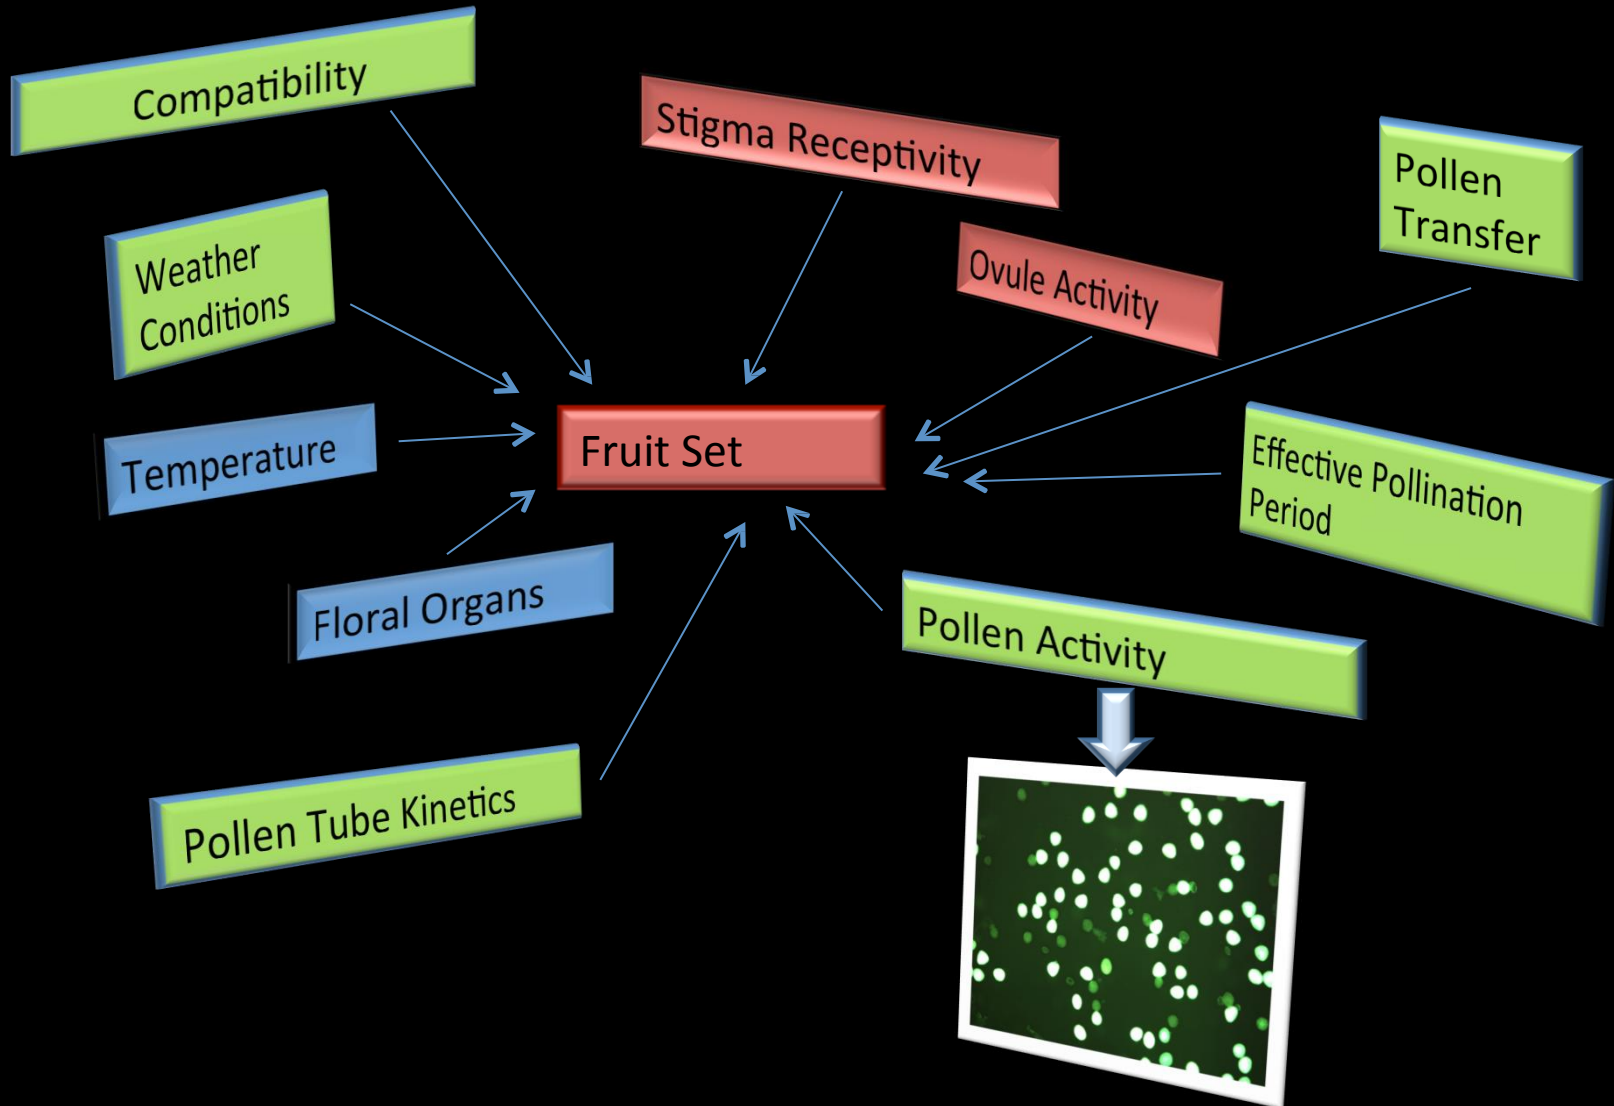 Compatibility
Stigma Receptivity
Pollen
Transfer
Weather
Conditions
Ovule Activity
Temperature
Fruit Set
Effective Pollination
Period
Floral Organs
Pollen Activity
Pollen Tube Kinetics